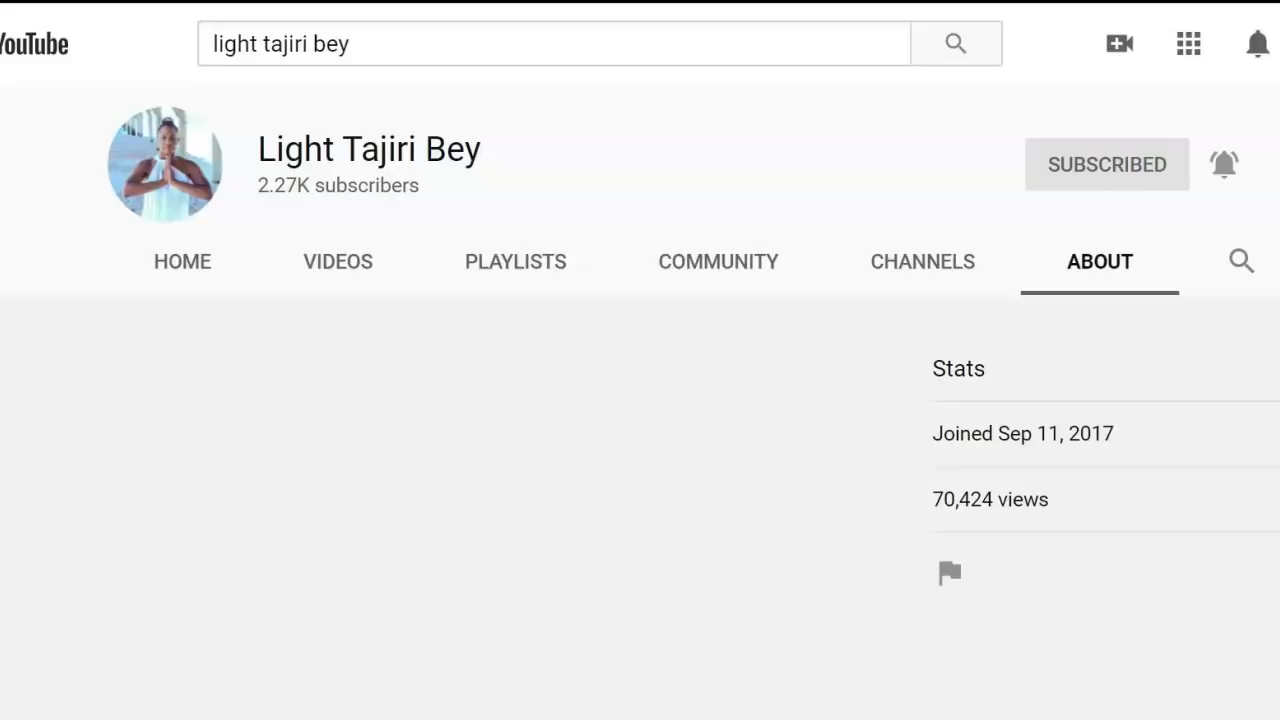 YouTube
light tajiri bey
Light Tajiri Bey
2.27K subscribers
SUBSCRIBED
HOME VIDEOS PLAYLISTS COMMUNITY CHANNELS ABOUT
Stats
Joined Sep 11, 2017
70,424 views